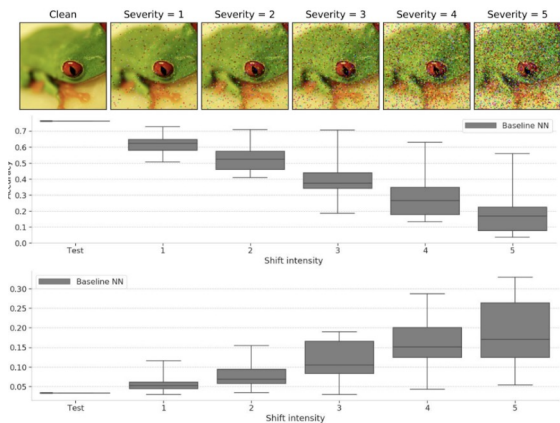 Clean Severity = 1 Severity = 2 Severity = 3 Severity = 4 Severity = 5
0.7
0.6
0.5
0.4
0.3
0.2
0.1
0.0
Accuracy
Baseline NN
Test 1 2 3 4 5
Shift intensity
0.30
0.25
0.20
0.15
0.10
0.05
Baseline NN
Test 1 2 3 4 5
Shift intensity